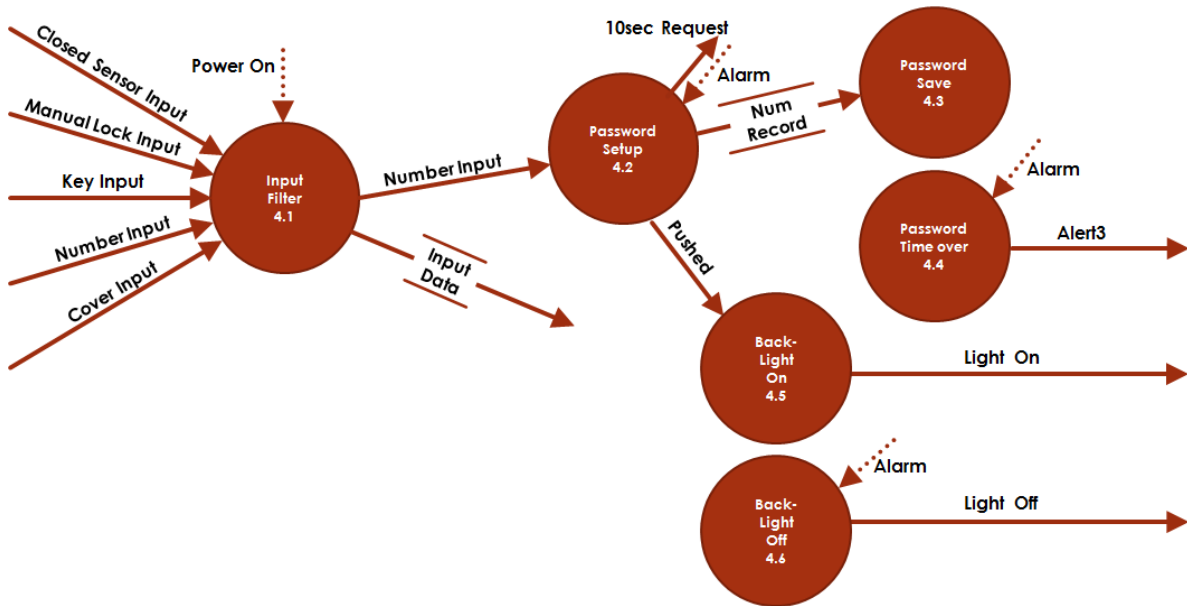 Closed Sensor Input
Manual Lock Input
Key Input
Number Input
Cover Input
Power On
Input
Filter
4.1
Number Input
Input
Data
10sec Request
Alarm
Password
Setup
4.2
Num
Record
Password
Save
4.3
Pushed
Alarm
Password
Time over
4.4
Alert3
Back-
Light
On
4.5
Light On
Alarm
Back-
Light
Off
4.6
Light Off